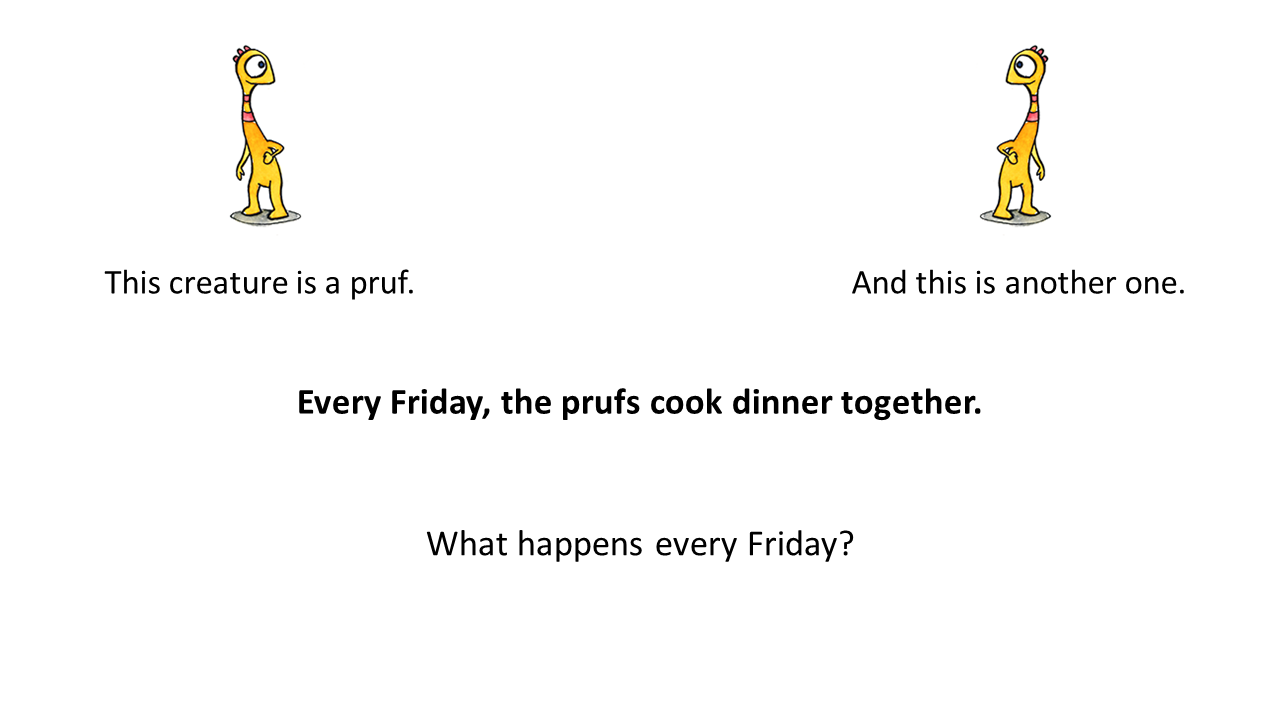 This creature is a pruf.
And this is another one.
Every Friday, the prufs cook dinner together.
What happens every Friday?